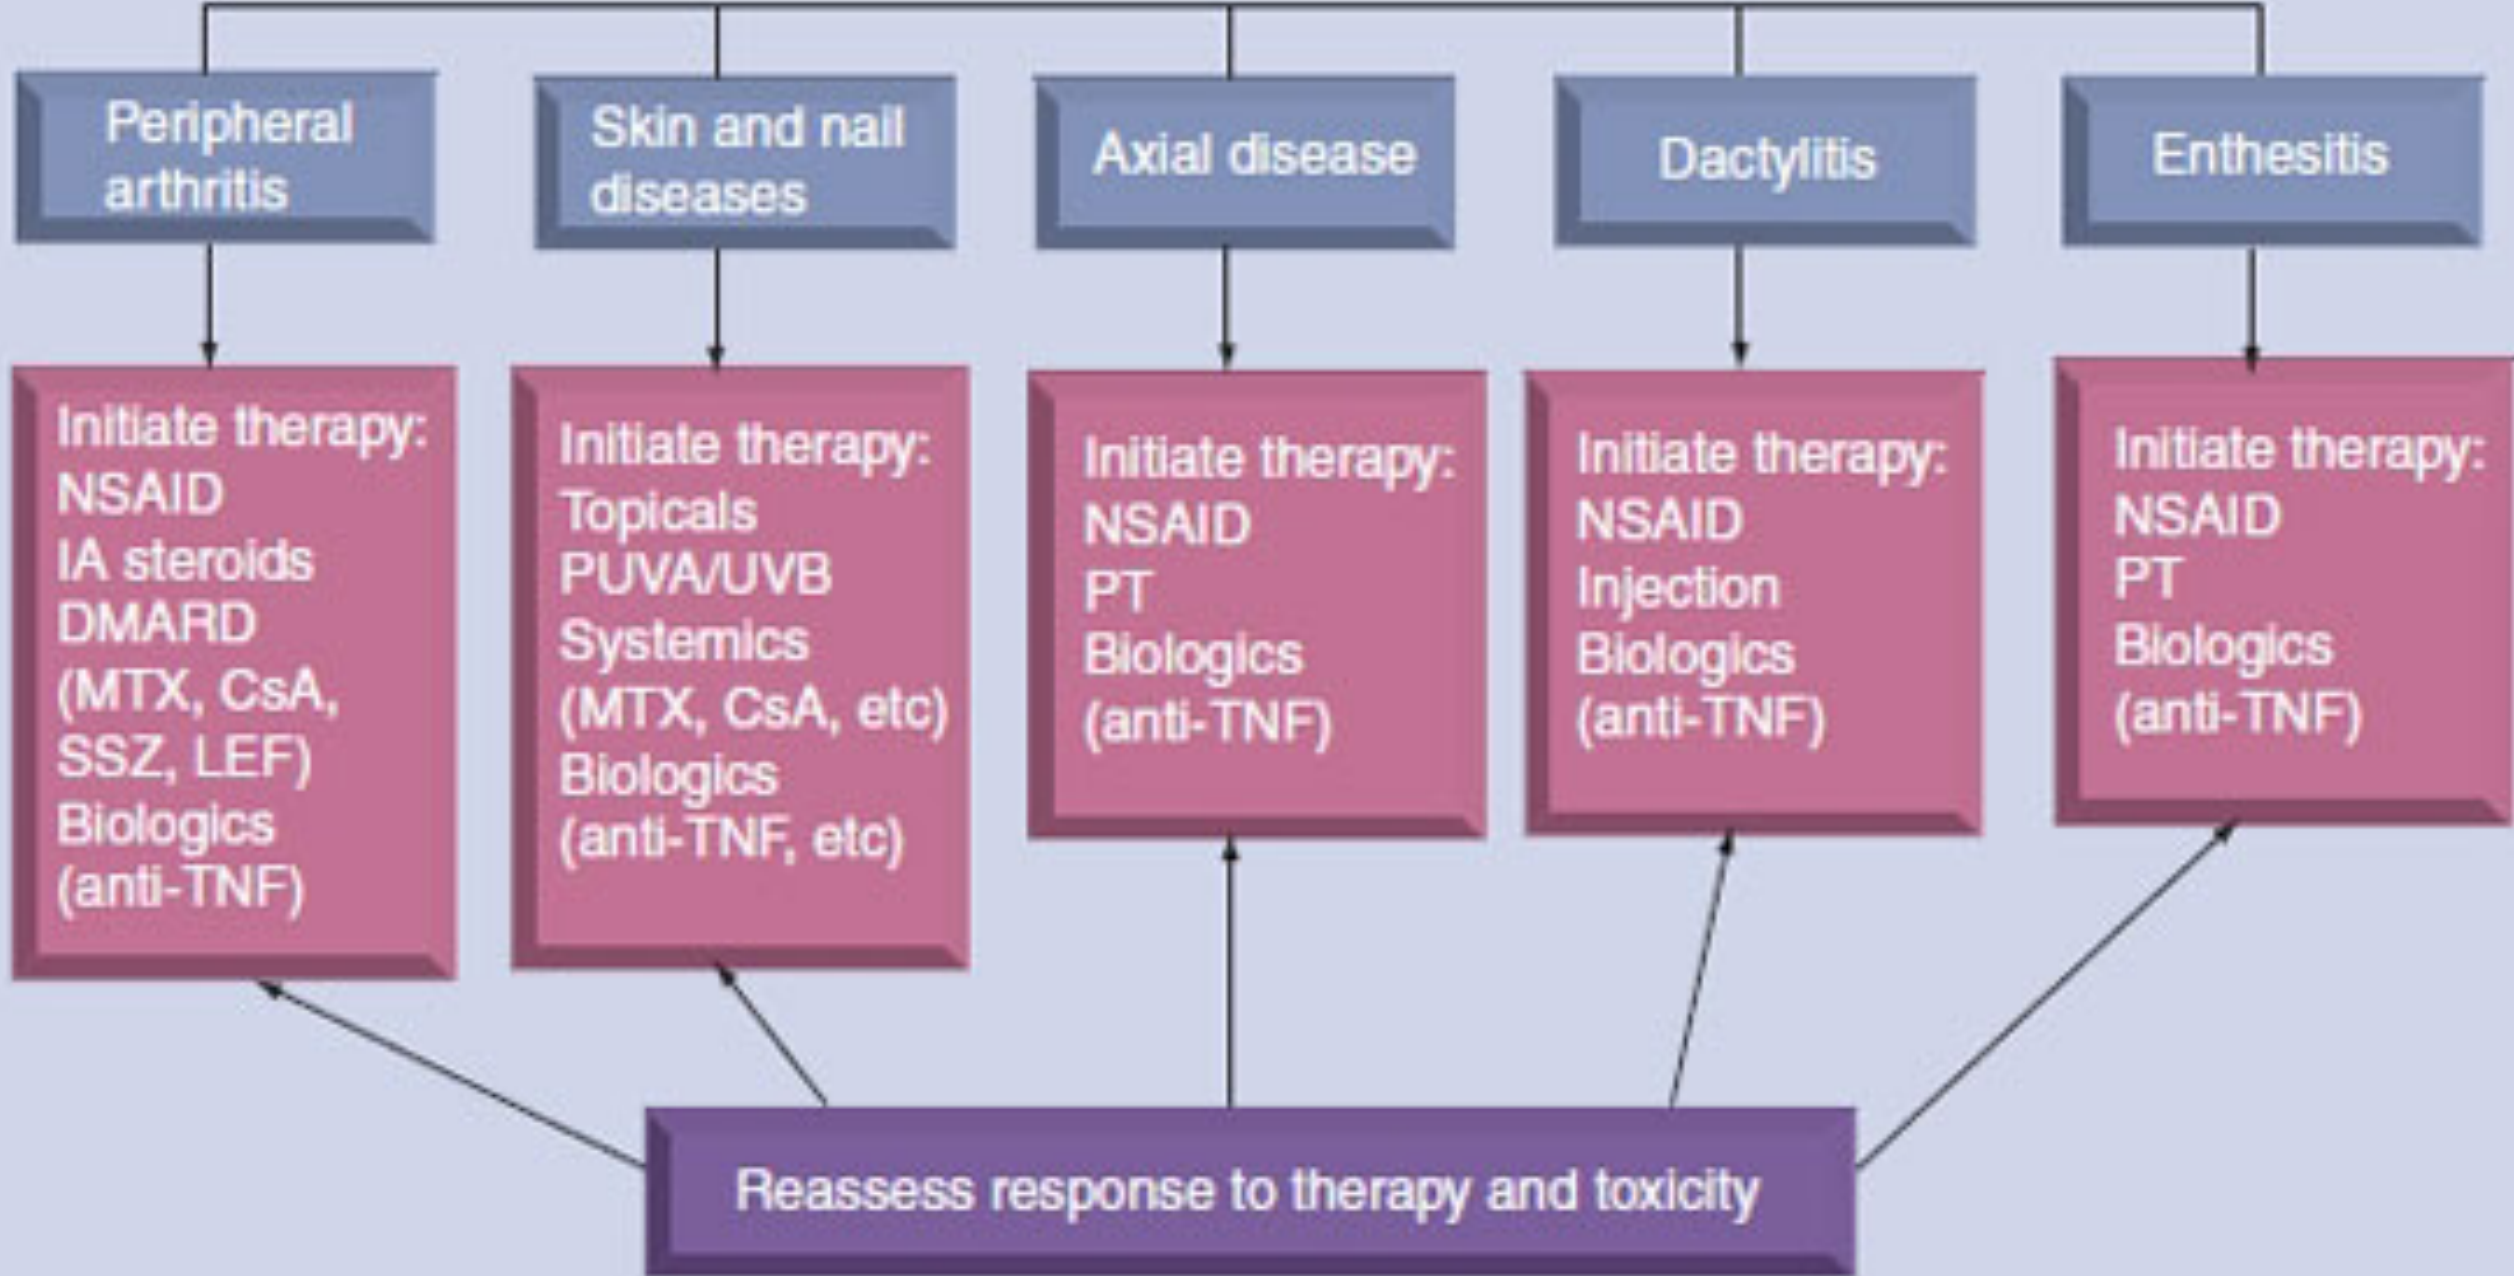 Peripheral
arthritis
Skin and nail
diseases
Axial disease
Dactylitis
Enthesitis
Initiate therapy:
NSAID
IA steroids
DMARD
(MTX, CsA,
SSZ, LEF)
Biologics
(anti-TNF)
Initiate therapy:
Topicals
PUVA/UVB
Systemics
(MTX, CsA, etc)
Biologics
(anti-TNF, etc)
Initiate therapy:
NSAID
PT
Biologics
(anti-TNF)
Initiate therapy:
NSAID
Injection
Biologics
(anti-TNF)
Initiate therapy:
NSAID
PT
Biologics
(anti-TNF)
Reassess response to therapy and toxicity